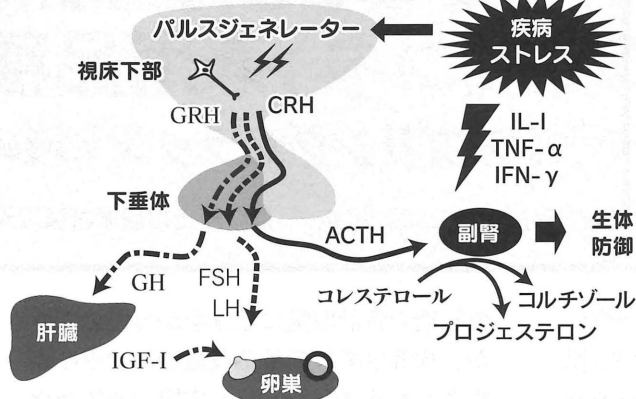 パルスジェネレーター
疾病
ストレス
視床下部
GRH
CRH
IL-I
TNF-α
IFN-γ
下垂体
ACTH
副腎
生体
防御
GH
FSH
LH
コレステロール
コルチゾール
プロジェステロン
肝臓
IGF-I
卵巣